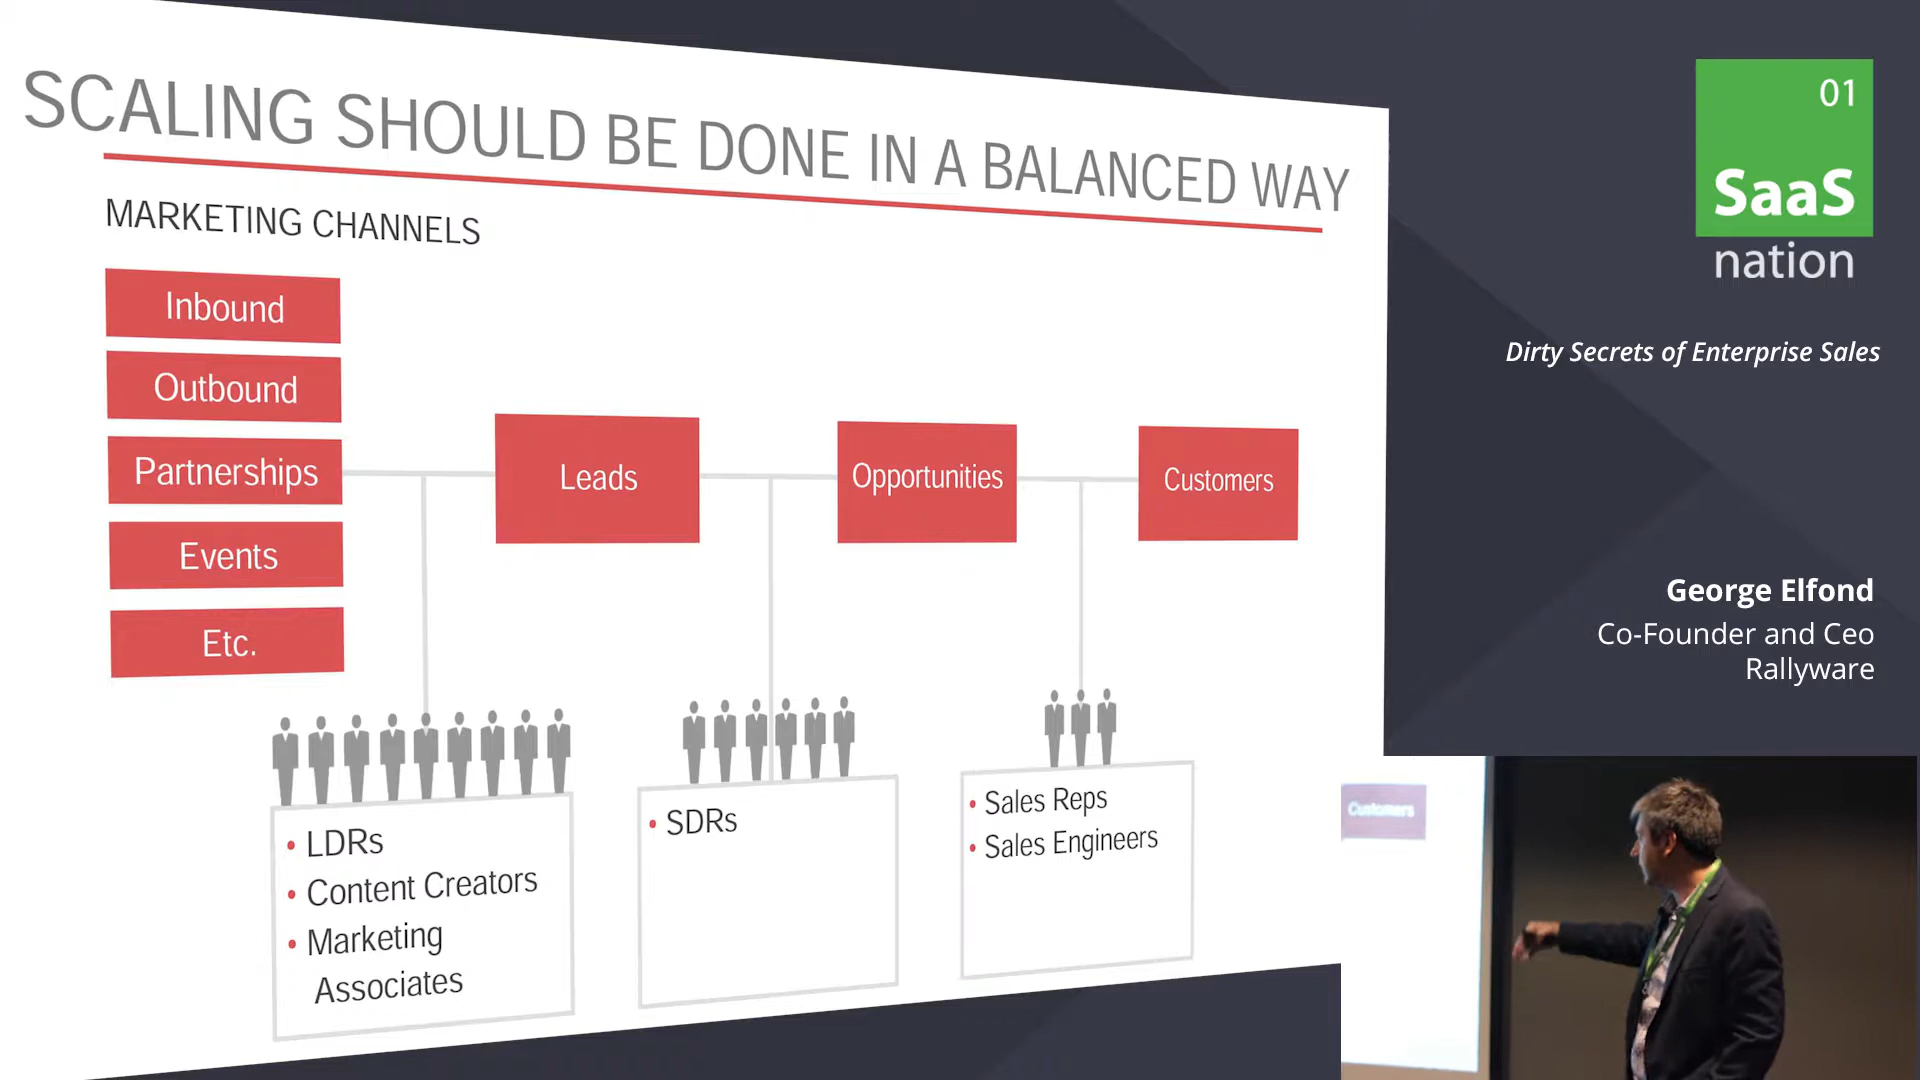 SCALING SHOULD BE DONE IN A BALANCED WAY
MARKETING CHANNELS
Inbound
Outbound
Partnerships
Events
Etc.
Leads
Opportunities
Customers
• LDRs
• Content Creators
• Marketing
Associates
• SDRs
• Sales Reps
• Sales Engineers
01
SaaS
nation
Dirty Secrets of Enterprise Sales
George Elfond
Co-Founder and Ceo
Rallyware
Customers